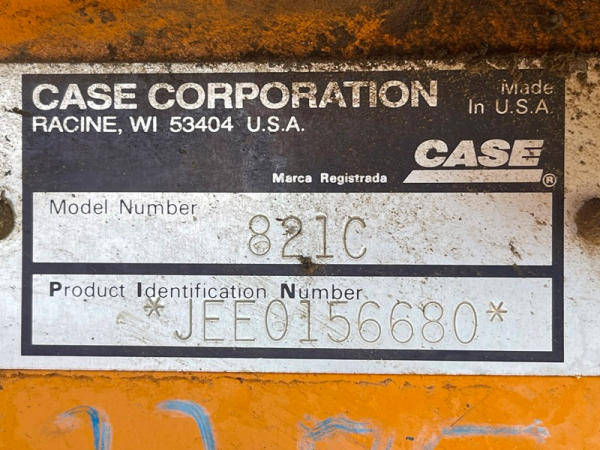 CASE CORPORATION
Made
In U.S.A.
RACINE, WI 53404 U.S.A.
CASE
®
Marca Registrada
Model Number
821C
Product Identification Number
*JEE0156680*